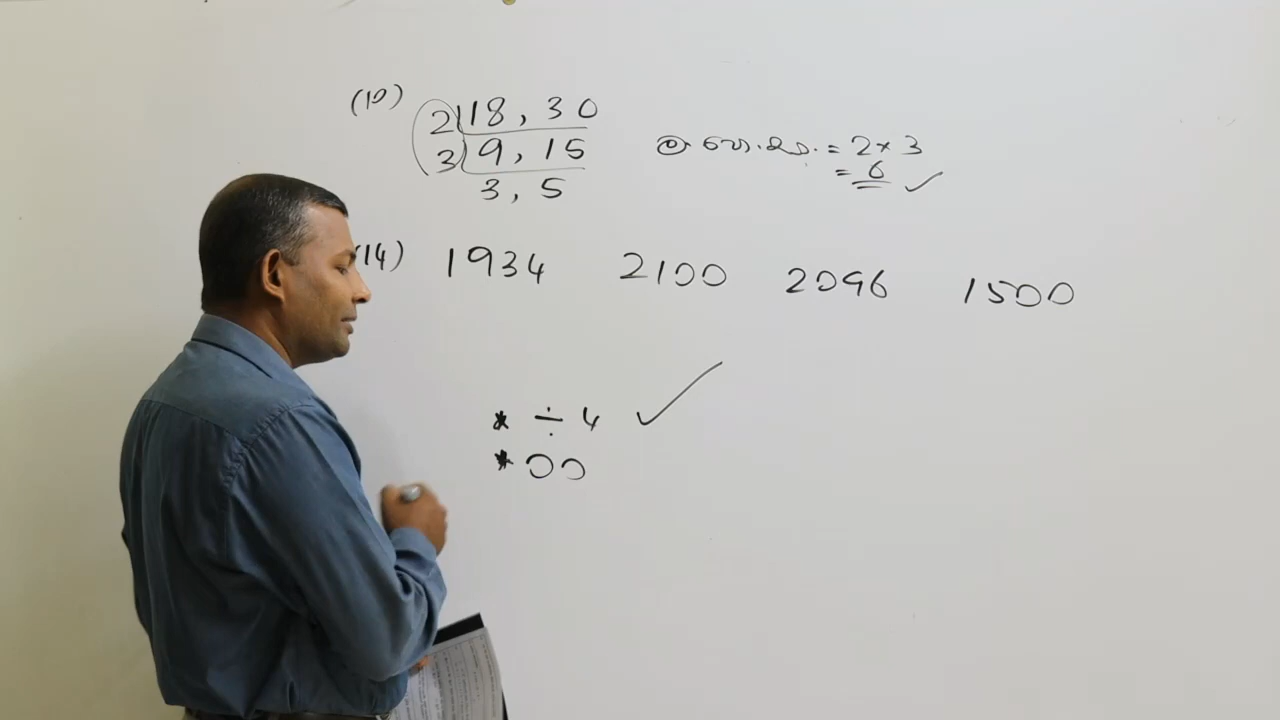 (10) 2 | 18, 30
3 | 9, 15
3, 5
ම. පො. සා. = 2 × 3
= 6 ✓
(14) 1934 2100 2096 1500
* ÷ 4 ✓
* 00